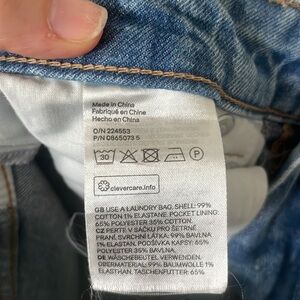 Made in China
Fabriqué en Chine
Hecho en China
O/N 224553
P/N 0865073 5
30
P
clevercare.info
GB USE A LAUNDRY BAG. SHELL: 99%
COTTON 1% ELASTANE. POCKET LINING:
65% POLYESTER 35% COTTON.
CZ PERTE V SÁČKU PRO ŠETRNÉ
PRANÍ. SVRCHNÍ LÁTKA: 99% BAVLNA
1% ELASTAN. PODŠÍVKA KAPSY: 65%
POLYESTER 35% BAVLNA.
DE WÄSCHEBEUTEL VERWENDEN.
OBERMATERIAL: 99% BAUMWOLLE 1%
ELASTHAN. TASCHENFUTTER: 65%